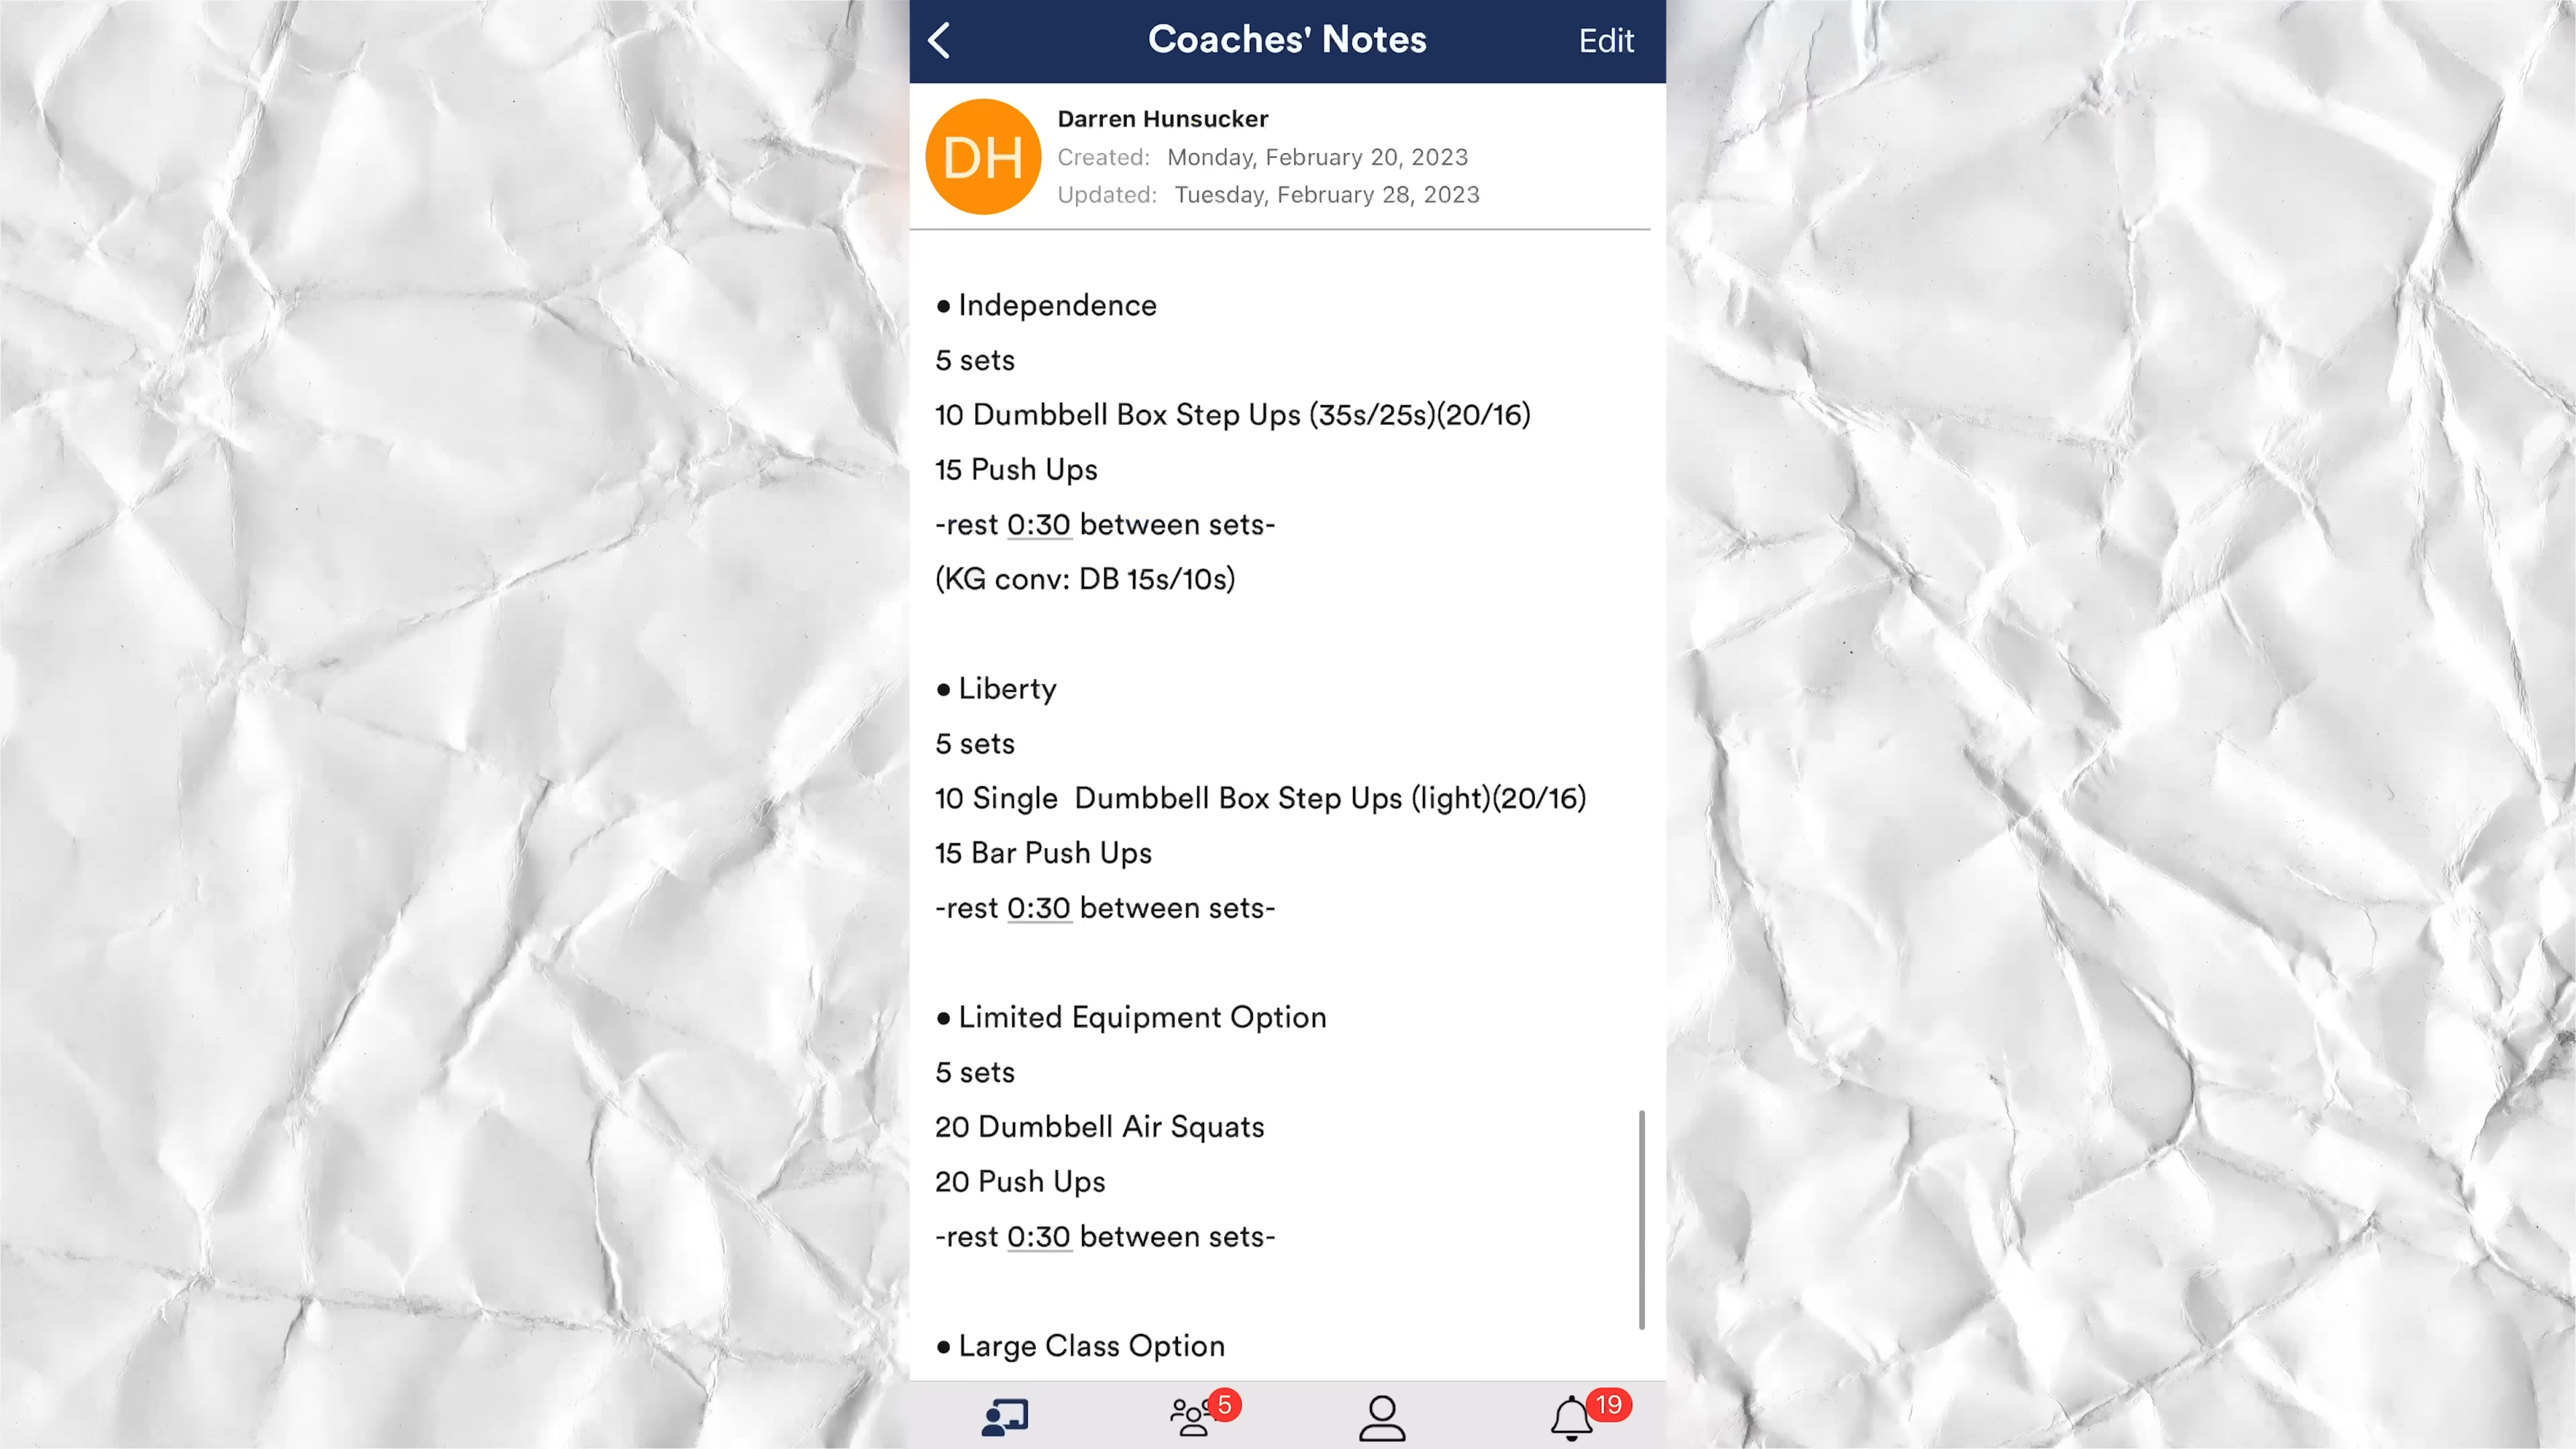 Coaches' Notes
Edit
DH
Darren Hunsucker
Created: Monday, February 20, 2023
Updated: Tuesday, February 28, 2023
• Independence
5 sets
10 Dumbbell Box Step Ups (35s/25s)(20/16)
15 Push Ups
-rest 0:30 between sets-
(KG conv: DB 15s/10s)
• Liberty
5 sets
10 Single  Dumbbell Box Step Ups (light)(20/16)
15 Bar Push Ups
-rest 0:30 between sets-
• Limited Equipment Option
5 sets
20 Dumbbell Air Squats
20 Push Ups
-rest 0:30 between sets-
• Large Class Option
5
19